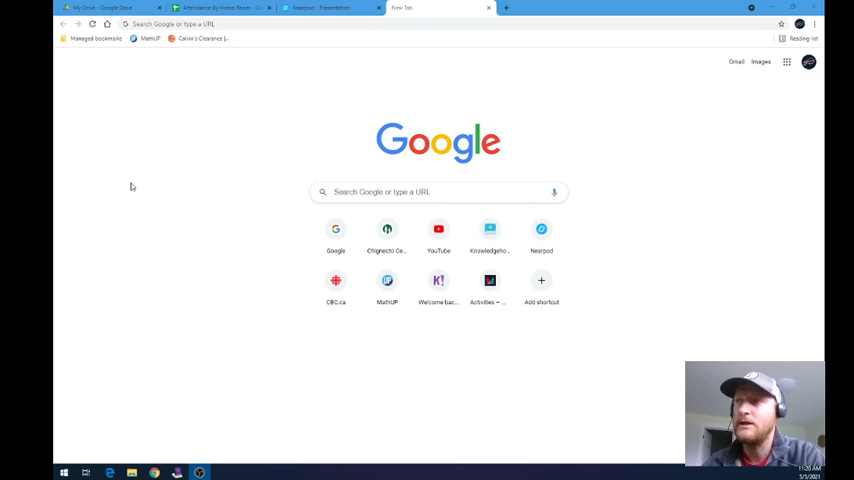 My Drive - Google Drive
Attendance By Home Room - C
Nearpod - Presentation
New Tab
Search Google or type a URL
Managed bookmarks
MathUP
Calvin's Clearance |...
Reading list
Gmail
Images
Google
Search Google or type a URL
Google
Chignecto Ce...
YouTube
Knowledgeho...
Nearpod
CBC.ca
MathUP
Welcome bac...
Activities – ...
Add shortcut
11:20 AM
5/5/2021